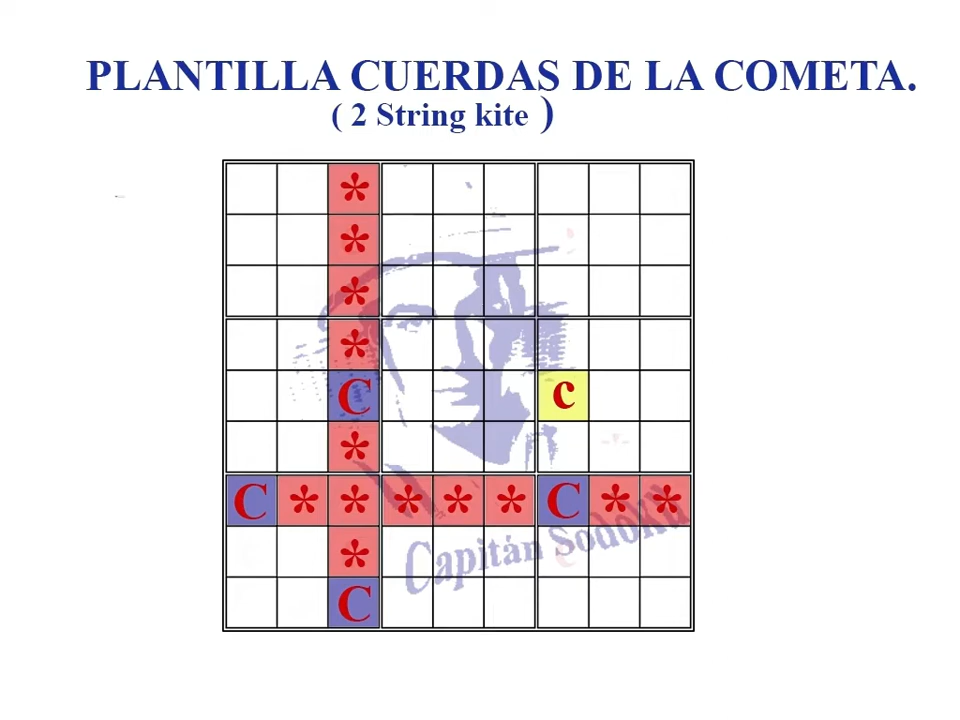 PLANTILLA CUERDAS DE LA COMETA.
( 2 String kite )
*
*
*
*
C c
*
C * * * * * C * *
*
C
Capitán Sodoku